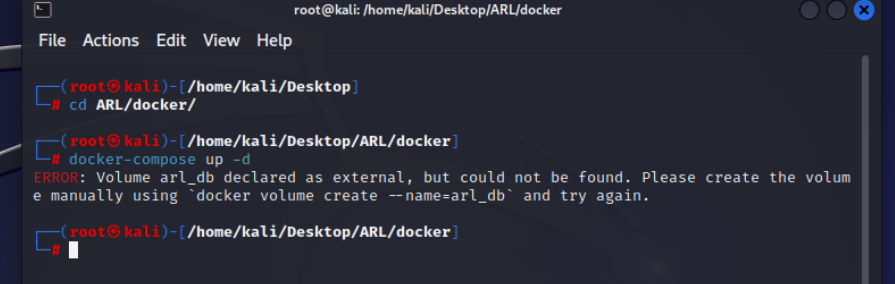 root@kali: /home/kali/Desktop/ARL/docker
File Actions Edit View Help
┌──(root㉿kali)-[/home/kali/Desktop]
└─# cd ARL/docker/
┌──(root㉿kali)-[/home/kali/Desktop/ARL/docker]
└─# docker-compose up -d
ERROR: Volume arl_db declared as external, but could not be found. Please create the volum
e manually using `docker volume create --name=arl_db` and try again.
┌──(root㉿kali)-[/home/kali/Desktop/ARL/docker]
└─#